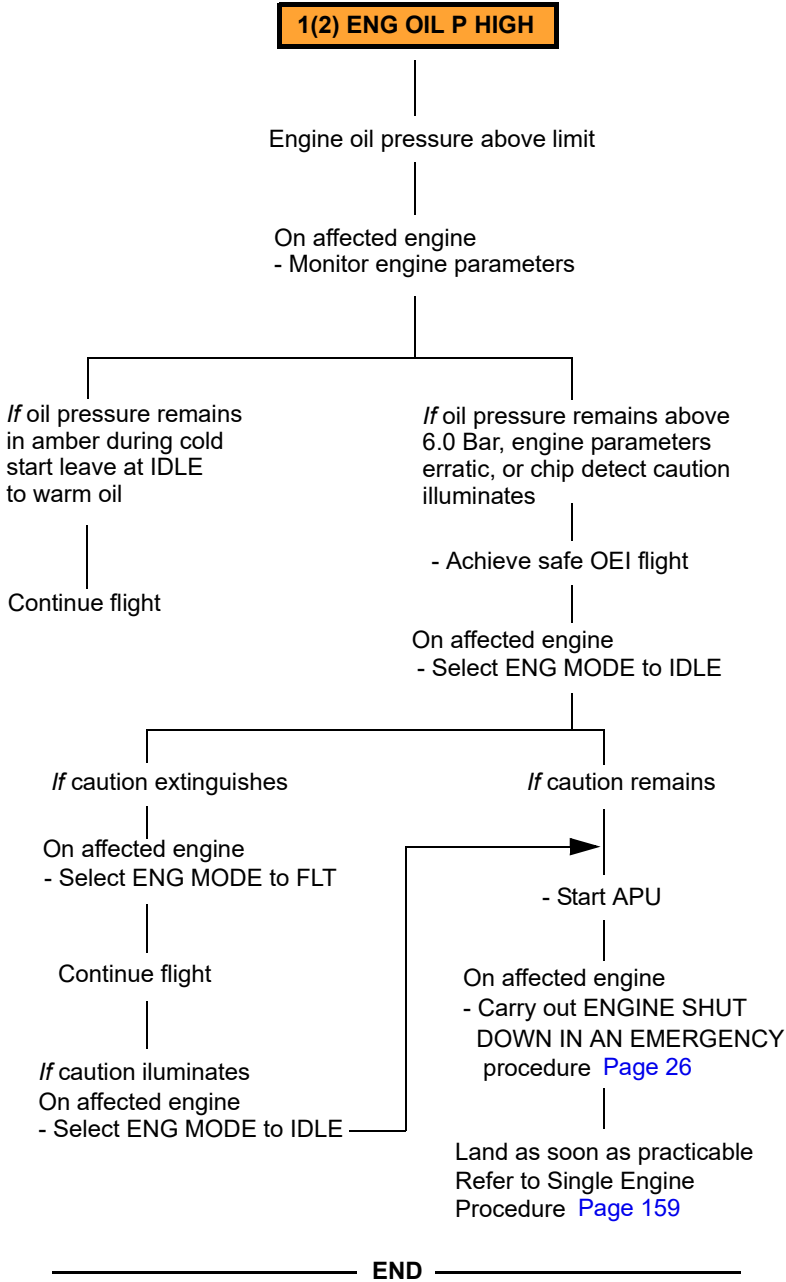 1(2) ENG OIL P HIGH
Engine oil pressure above limit
On affected engine
- Monitor engine parameters
If oil pressure remains
in amber during cold
start leave at IDLE
to warm oil
Continue flight
If oil pressure remains above
6.0 Bar, engine parameters
erratic, or chip detect caution
illuminates
- Achieve safe OEI flight
On affected engine
- Select ENG MODE to IDLE
If caution extinguishes
On affected engine
- Select ENG MODE to FLT
Continue flight
If caution iluminates
On affected engine
- Select ENG MODE to IDLE
If caution remains
- Start APU
On affected engine
- Carry out ENGINE SHUT
DOWN IN AN EMERGENCY
procedure Page 26
Land as soon as practicable
Refer to Single Engine
Procedure Page 159
END